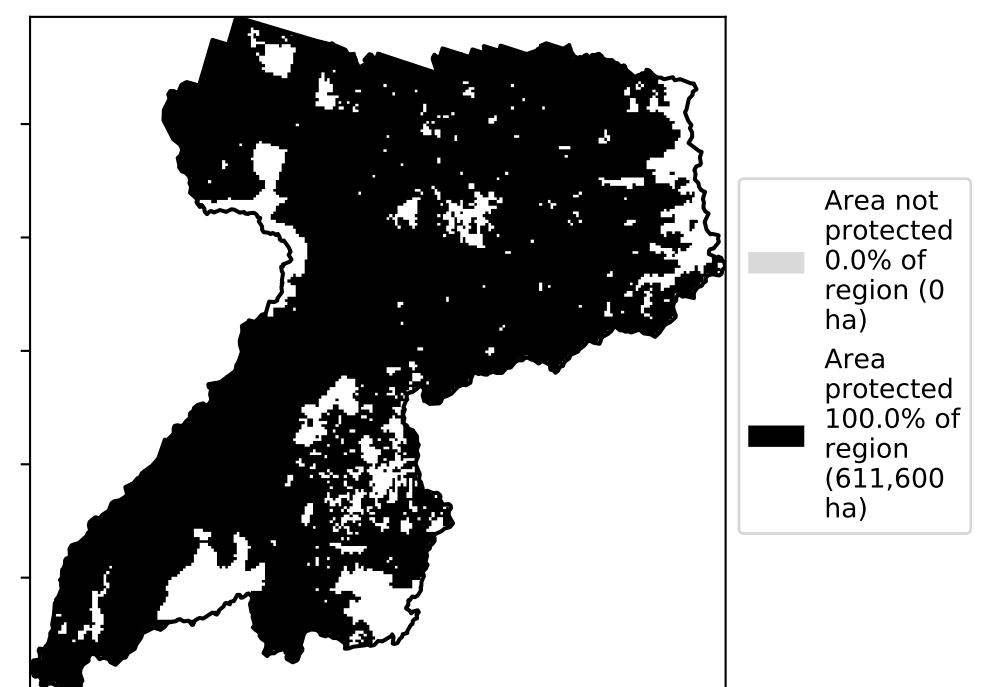 Area not
protected
0.0% of
region (0
ha)
Area
protected
100.0% of
region
(611,600
ha)